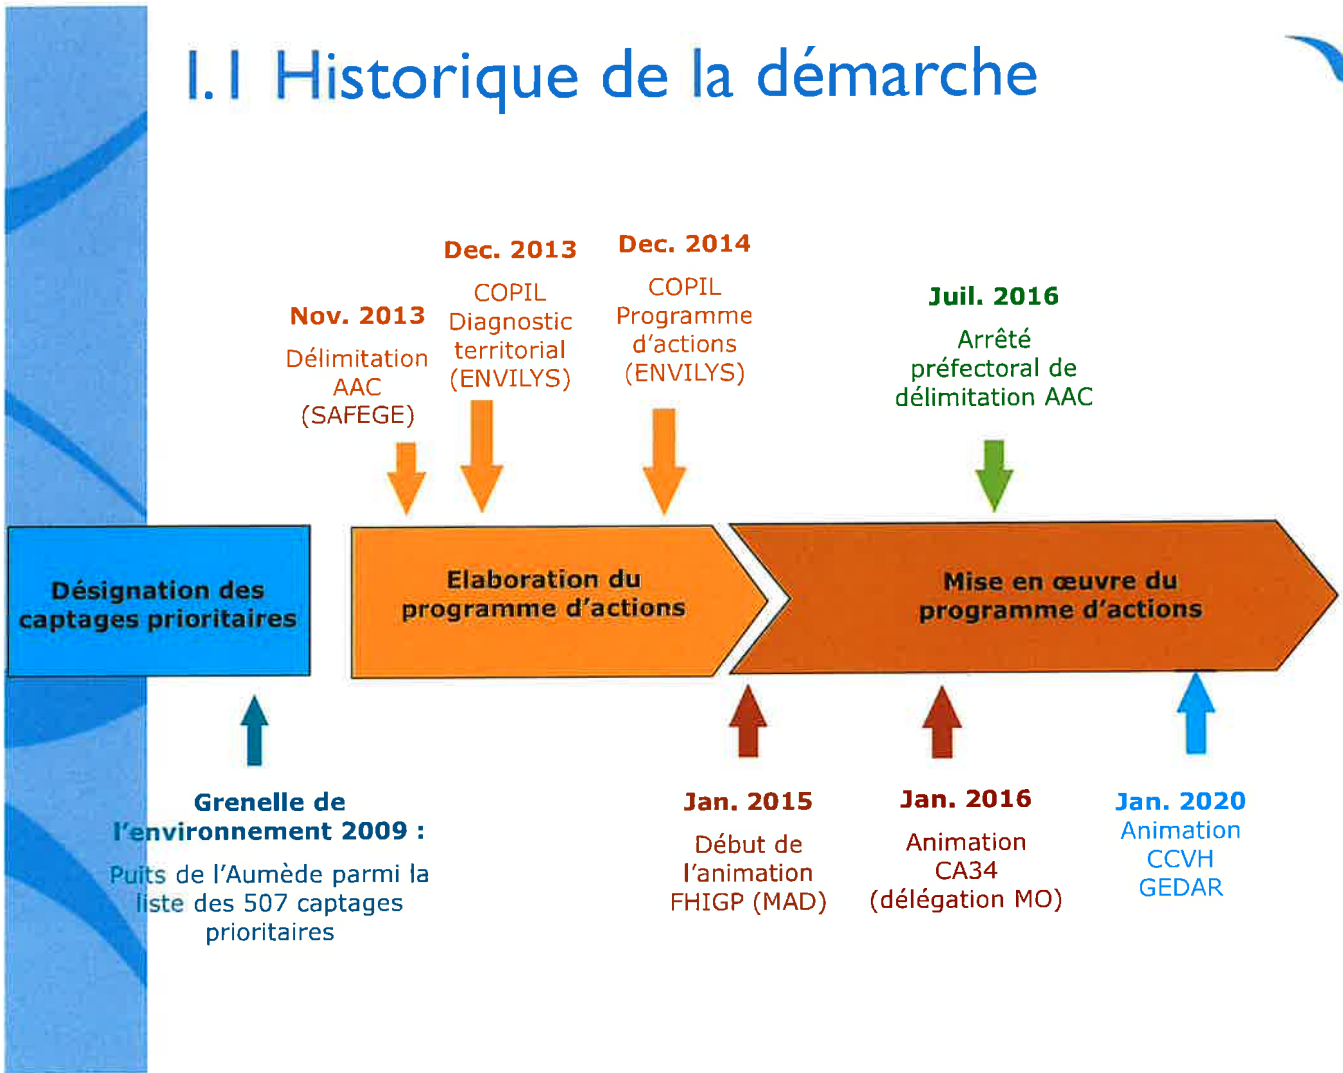 1.1 Historique de la démarche
Nov. 2013
Délimitation
AAC
(SAFEGE)
Dec. 2013
COPIL
Diagnostic
territorial
(ENVILYS)
Dec. 2014
COPIL
Programme
d'actions
(ENVILYS)
Juil. 2016
Arrêté
préfectoral de
délimitation AAC
Désignation des
captages prioritaires
Elaboration du
programme d'actions
Mise en œuvre du
programme d'actions
Grenelle de
l'environnement 2009 :
Puits de l'Aumède parmi la
liste des 507 captages
prioritaires
Jan. 2015
Début de
l'animation
FHIGP (MAD)
Jan. 2016
Animation
CA34
(délégation MO)
Jan. 2020
Animation
CCVH
GEDAR